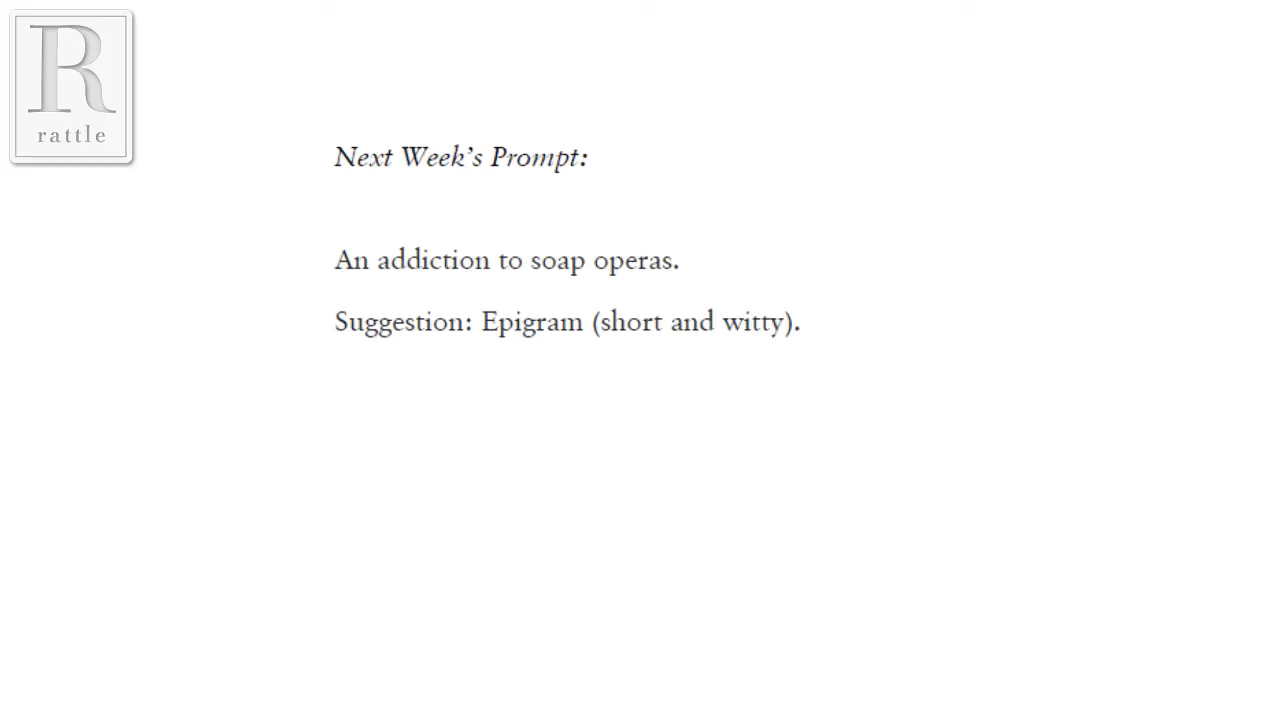 R
rattle
Next Week’s Prompt:
An addiction to soap operas.
Suggestion: Epigram (short and witty).